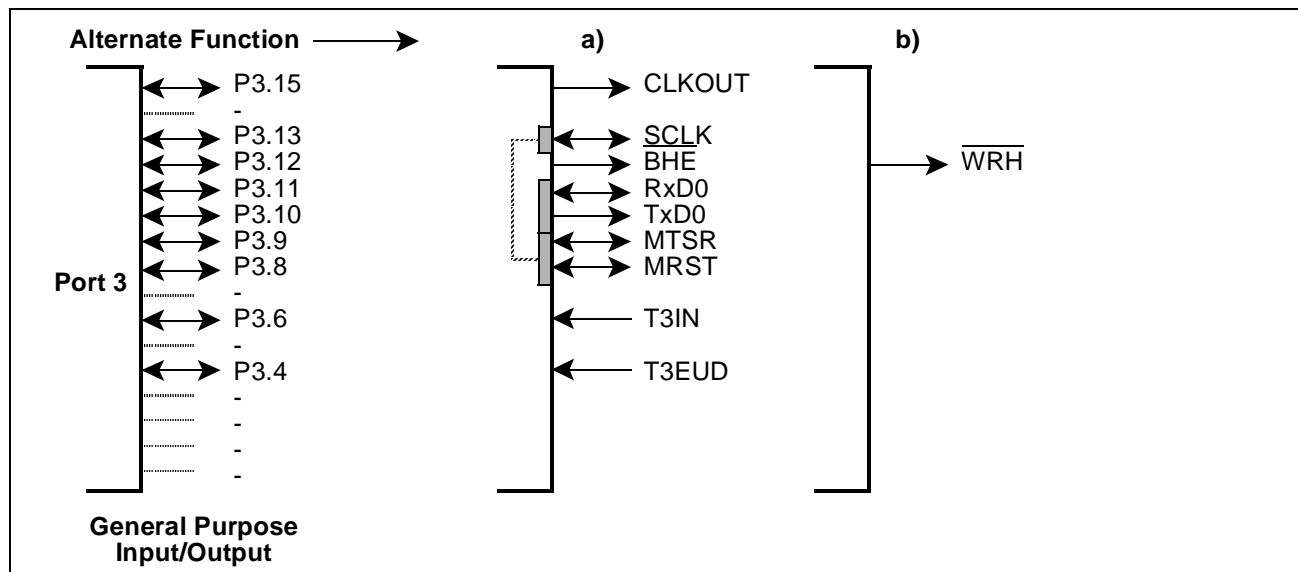 Alternate Function a) b)
P3.15 CLKOUT
-
P3.13 SCLK
P3.12 BHE WRH
P3.11 RxD0
P3.10 TxD0
P3.9 MTSR
P3.8 MRST
Port 3
-
P3.6 T3IN
-
P3.4 T3EUD
-
-
-
-
General Purpose
Input/Output